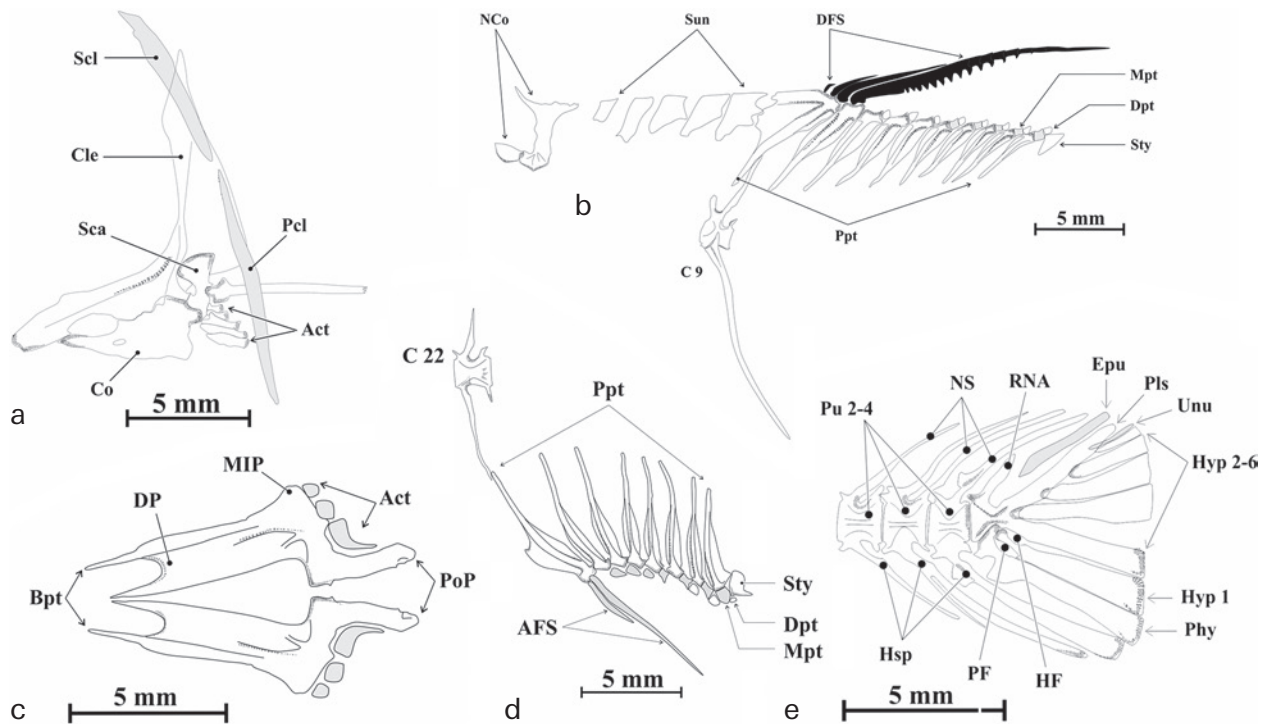 Scl
Cle
Sca
Pcl
Act
Co
5 mm
a
NCo
Sun
DFS
Mpt
Dpt
Sty
Ppt
C 9
5 mm
b
MIP
DP
Act
Bpt
PoP
5 mm
c
C 22
Ppt
Sty
Dpt
Mpt
AFS
5 mm
d
Epu
NS
RNA
Pls
Unu
Pu 2-4
Hyp 2-6
Hyp 1
Phy
Hsp
PF
HF
5 mm
e